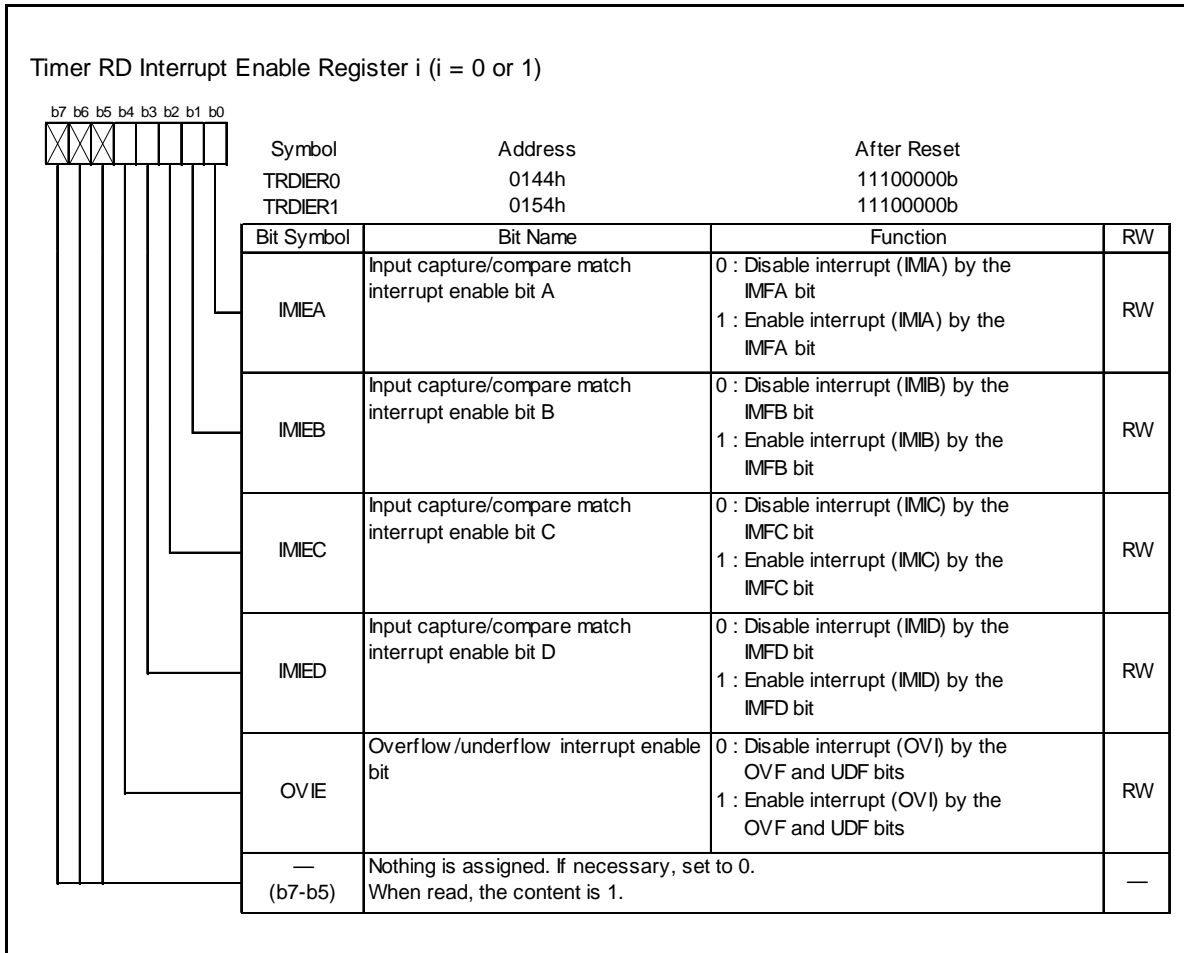 Timer RD Interrupt Enable Register i (i = 0 or 1)
b7 b6 b5 b4 b3 b2 b1 b0
Symbol Address After Reset
TRDIER0 0144h 11100000b
TRDIER1 0154h 11100000b
Bit Symbol Bit Name Function RW
IMIEA
Input capture/compare match
interrupt enable bit A
0 : Disable interrupt (IMIA) by the
IMFA bit
1 : Enable interrupt (IMIA) by the
IMFA bit
RW
IMIEB
Input capture/compare match
interrupt enable bit B
0 : Disable interrupt (IMIB) by the
IMFB bit
1 : Enable interrupt (IMIB) by the
IMFB bit
RW
IMIEC
Input capture/compare match
interrupt enable bit C
0 : Disable interrupt (IMIC) by the
IMFC bit
1 : Enable interrupt (IMIC) by the
IMFC bit
RW
IMIED
Input capture/compare match
interrupt enable bit D
0 : Disable interrupt (IMID) by the
IMFD bit
1 : Enable interrupt (IMID) by the
IMFD bit
RW
OVIE
Overflow/underflow interrupt enable
bit
0 : Disable interrupt (OVI) by the
OVF and UDF bits
1 : Enable interrupt (OVI) by the
OVF and UDF bits
RW
—
(b7-b5)
Nothing is assigned. If necessary, set to 0.
When read, the content is 1.
—